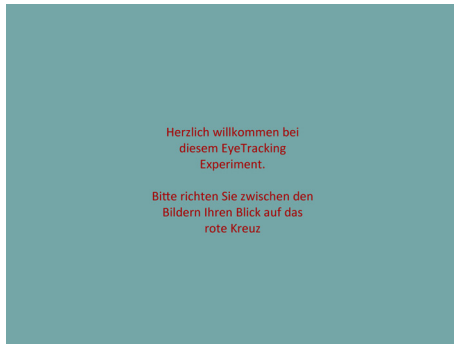 Herzlich willkommen bei
diesem EyeTracking
Experiment.
Bitte richten Sie zwischen den
Bildern Ihren Blick auf das
rote Kreuz